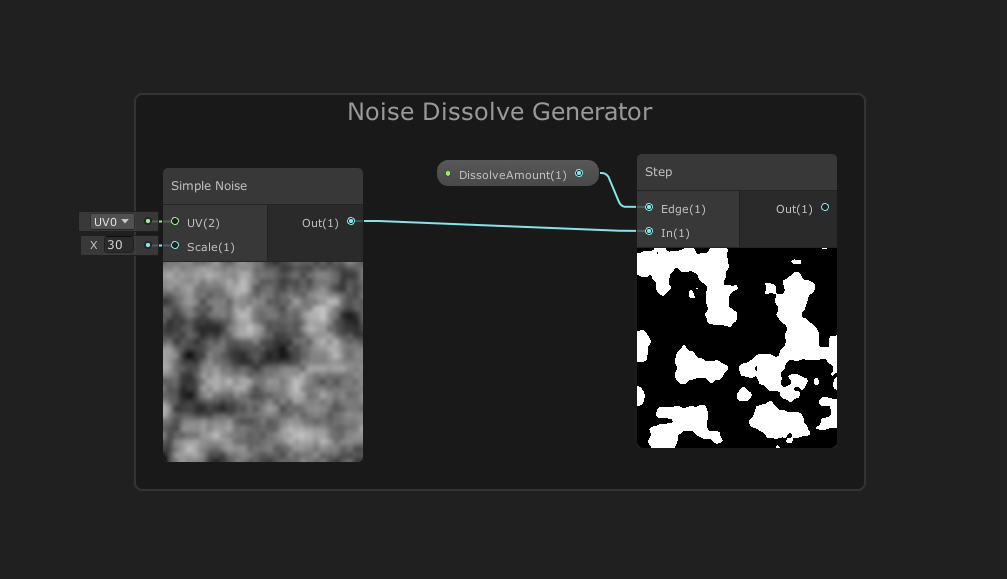 Noise Dissolve Generator
DissolveAmount(1)
Simple Noise
UV0
UV(2)
Out(1)
X 30
Scale(1)
Step
Edge(1)
Out(1)
In(1)